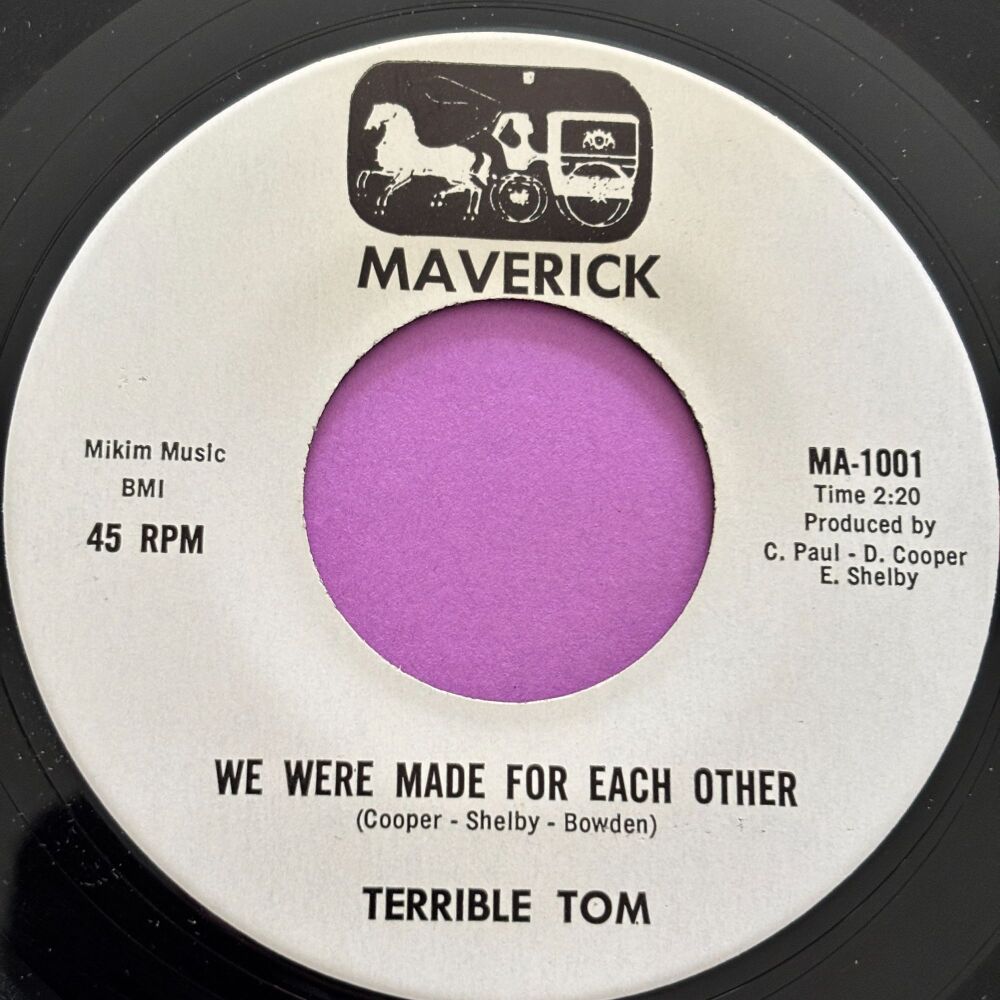 MAVERICK
Mikim Music
BMI
45 RPM
MA-1001
Time 2:20
Produced by
C. Paul - D. Cooper
E. Shelby
WE WERE MADE FOR EACH OTHER
(Cooper - Shelby - Bowden)
TERRIBLE TOM